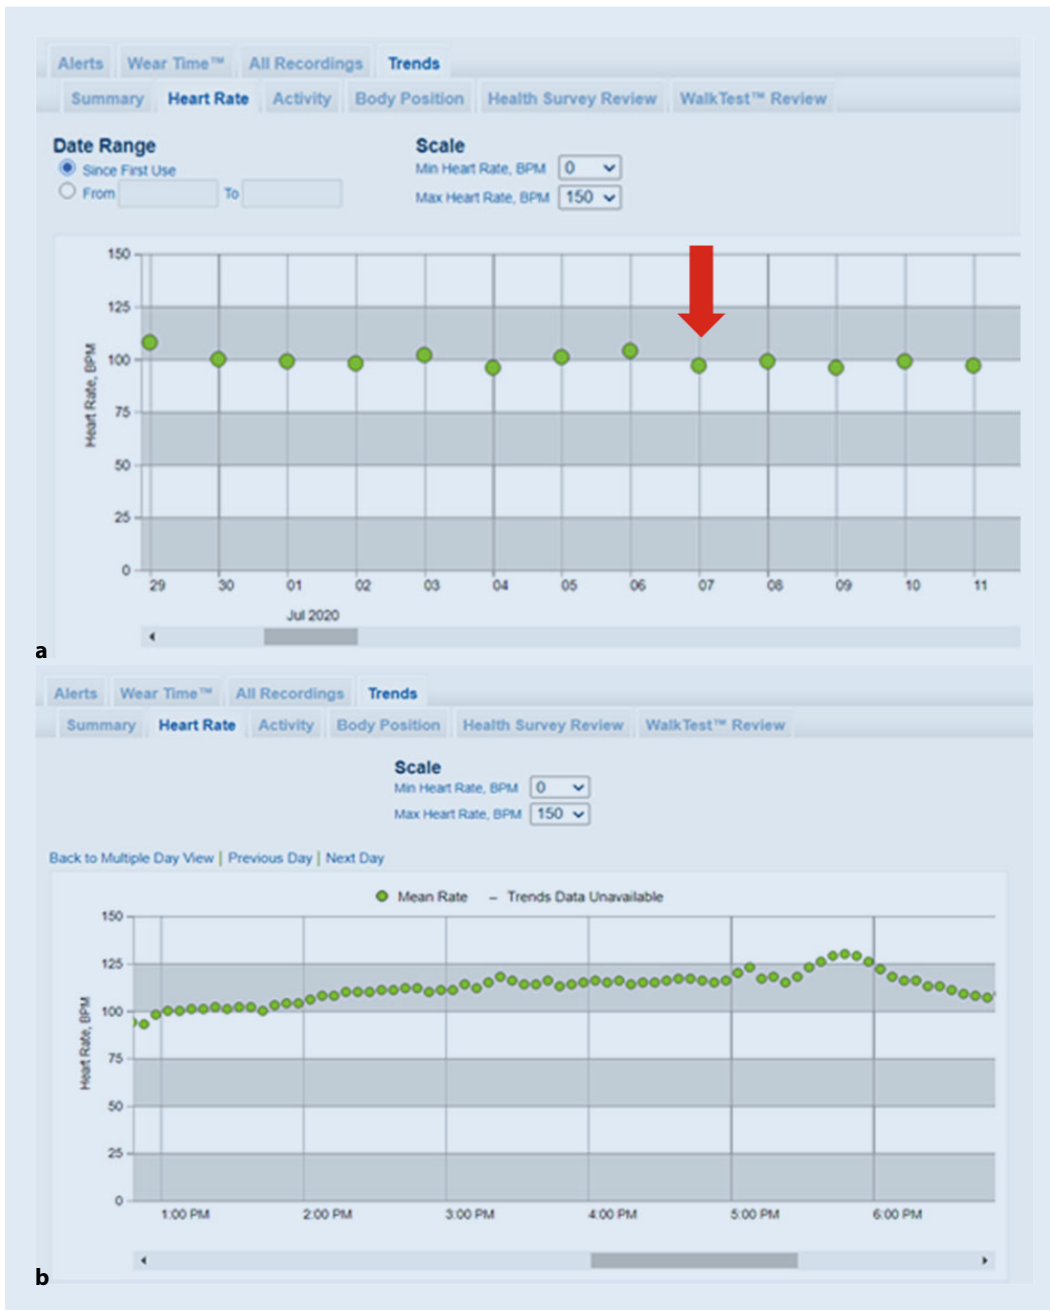 Alerts Wear Time™ All Recordings Trends
Summary Heart Rate Activity Body Position Health Survey Review WalkTest™ Review
Date Range
Since First Use
From To
Scale
Min Heart Rate, BPM 0
Max Heart Rate, BPM 150
Heart Rate, BPM
150
125
100
75
50
25
0
29 30 01 02 03 04 05 06 07 08 09 10 11
Jul 2020
a
Alerts Wear Time™ All Recordings Trends
Summary Heart Rate Activity Body Position Health Survey Review WalkTest™ Review
Scale
Min Heart Rate, BPM 0
Max Heart Rate, BPM 150
Back to Multiple Day View | Previous Day | Next Day
Mean Rate – Trends Data Unavailable
Heart Rate, BPM
150
125
100
75
50
25
0
1:00 PM 2:00 PM 3:00 PM 4:00 PM 5:00 PM 6:00 PM
b